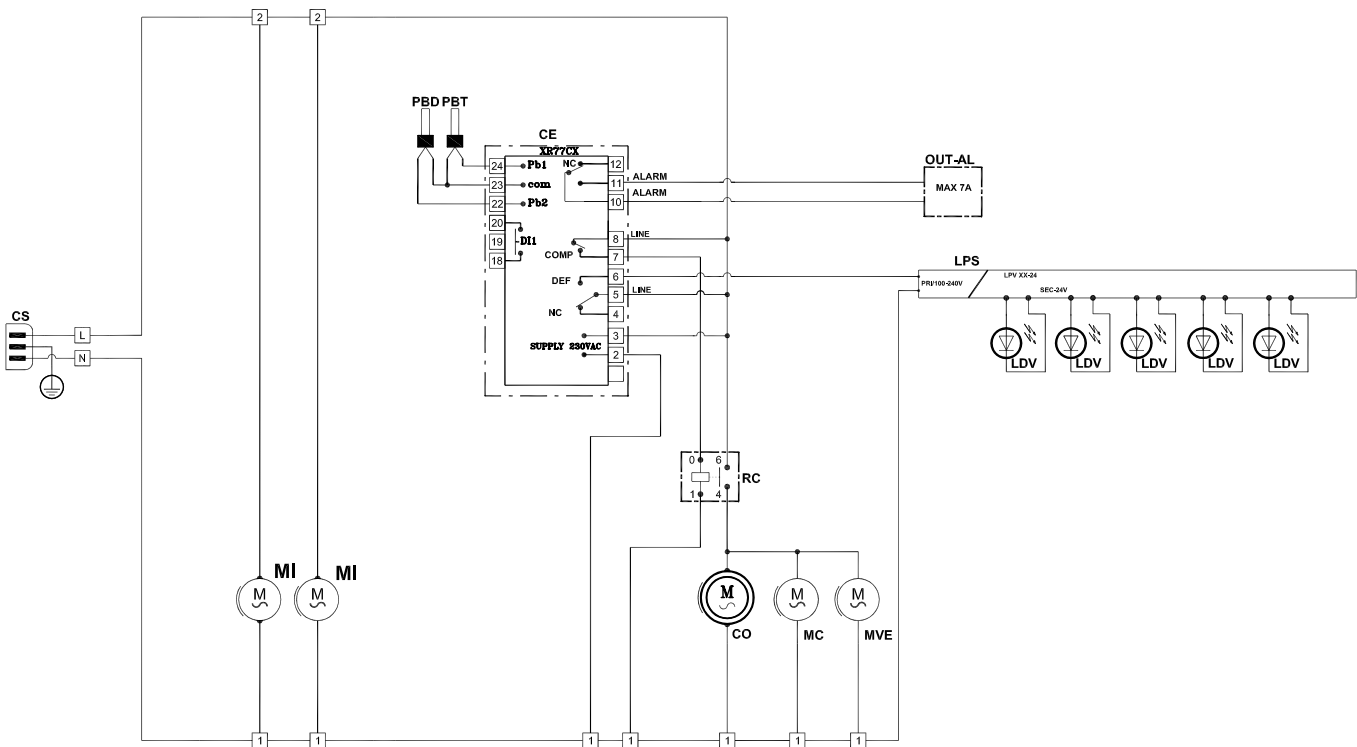 2 2
PBD PBT
CE
XR77CX
24 Pb1 NC 12
23 com 11 ALARM
22 Pb2 10 ALARM
OUT-AL
MAX 7A
20
19 DI1
18
8 LINE
COMP 7
DEF 6
5 LINE
NC 4
3
SUPPLY 230VAC
2
LPS
PRI/100-240V
LPV XX-24
SEC-24V
LDV LDV LDV LDV LDV
CS
L
N
0 6
1 4
RC
MI MI
M M M M M
CO MC MVE
1 1 1 1 1 1 1